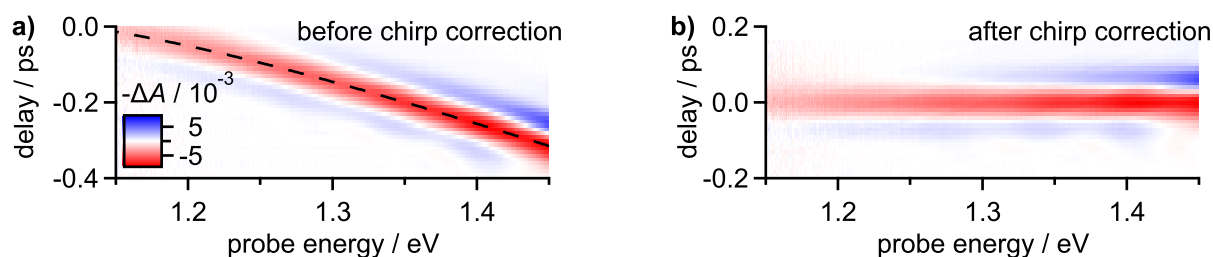 a)
before chirp correction
0.0
-0.2
-0.4
delay / ps
-ΔA / 10⁻³
5
-5
1.2
1.3
1.4
probe energy / eV
b)
after chirp correction
0.2
0.0
-0.2
delay / ps
1.2
1.3
1.4
probe energy / eV